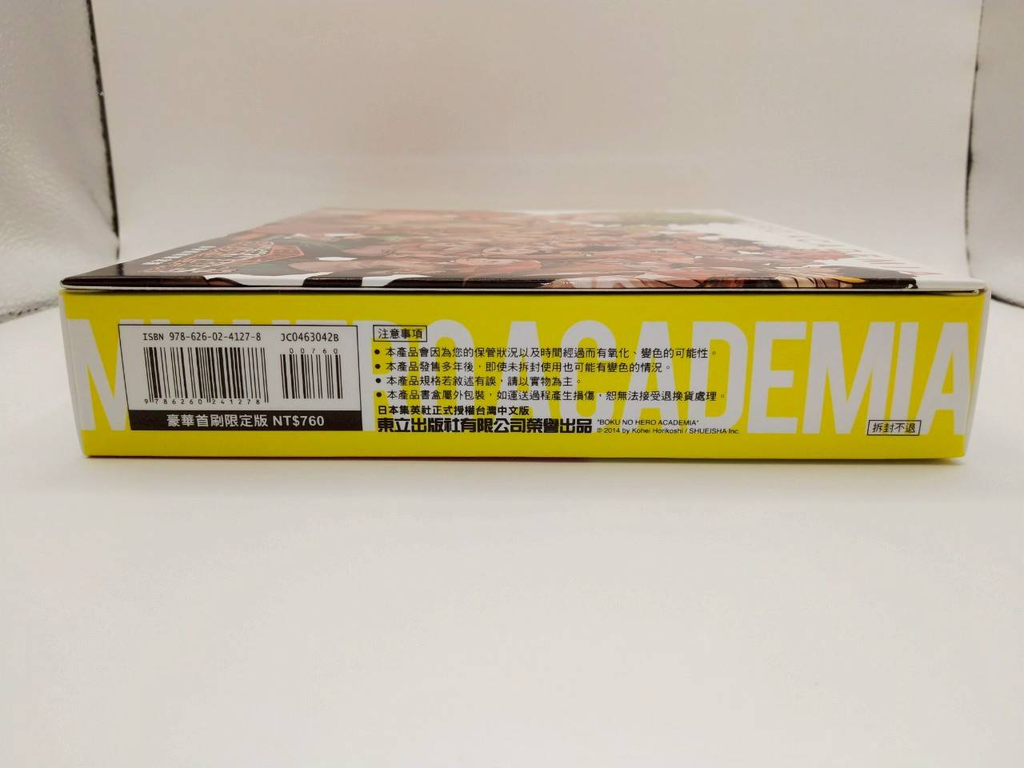 MY HERO ACADEMIA
ISBN 978-626-02-4127-8 JC0463042B
00760
9 786260 241278
豪華首刷限定版 NT$760
注意事項
● 本產品會因為您的保管狀況以及時間經過而有氧化、變色的可能性。
● 本產品發售多年後，即使未拆封使用也可能有變色的情況。
● 本產品規格若敘述有誤，請以實物為主。
● 本產品書盒屬外包裝，如運送過程產生損傷，恕無法接受退換貨處理。
日本集英社正式授權台灣中文版
東立出版社有限公司榮譽出品
"BOKU NO HERO ACADEMIA"
© 2014 by Kohei Horikoshi / SHUEISHA Inc.
拆封不退